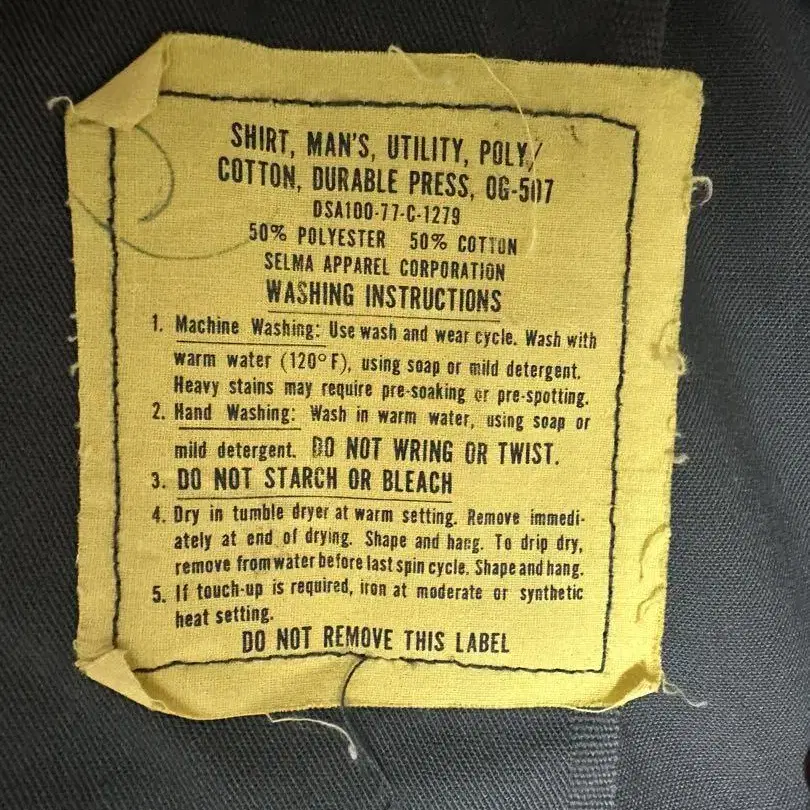 SHIRT, MAN'S, UTILITY, POLY/
COTTON, DURABLE PRESS, OG-507
DSA100-77-C-1279
50% POLYESTER 50% COTTON
SELMA APPAREL CORPORATION
WASHING INSTRUCTIONS
1. Machine Washing: Use wash and wear cycle. Wash with
warm water (120°F), using soap or mild detergent.
Heavy stains may require pre-soaking or pre-spotting.
2. Hand Washing: Wash in warm water, using soap or
mild detergent. DO NOT WRING OR TWIST.
3. DO NOT STARCH OR BLEACH
4. Dry in tumble dryer at warm setting. Remove immedi-
ately at end of drying. Shape and hang. To drip dry,
remove from water before last spin cycle. Shape and hang.
5. If touch-up is required, iron at moderate or synthetic
heat setting.
DO NOT REMOVE THIS LABEL